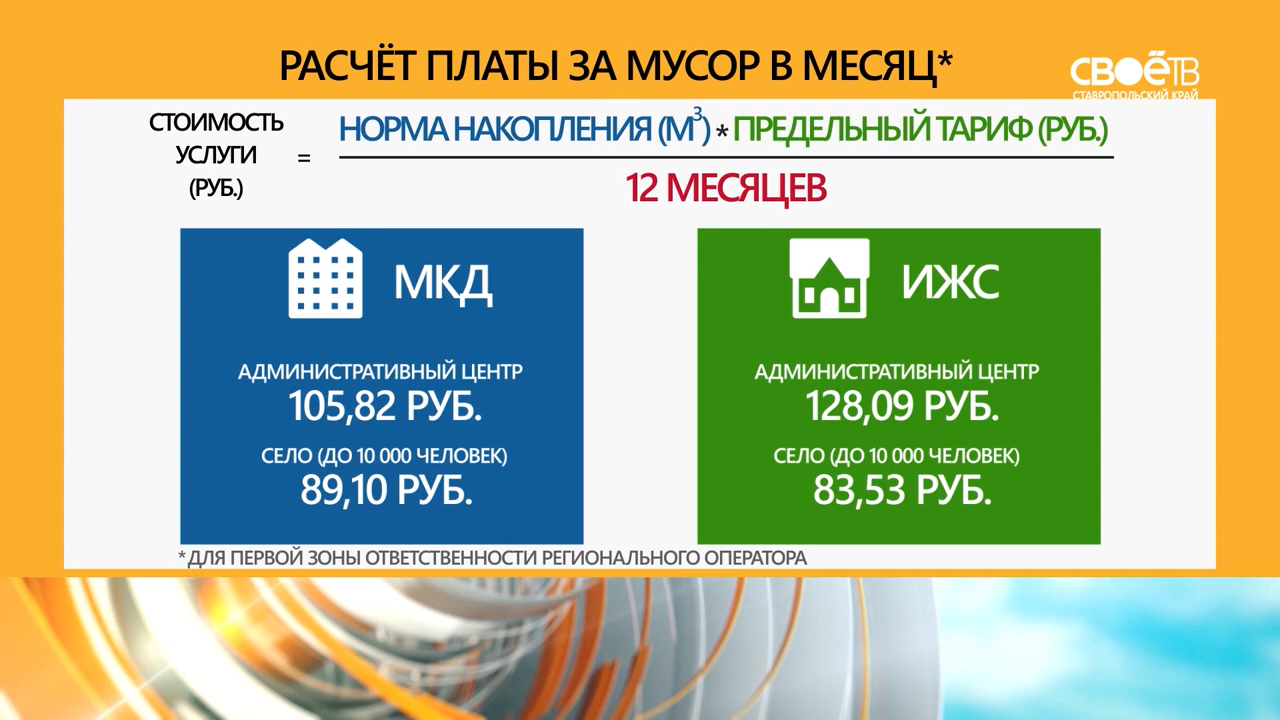 РАСЧЁТ ПЛАТЫ ЗА МУСОР В МЕСЯЦ*
СВОЁТВ
СТАВРОПОЛЬСКИЙ КРАЙ
СТОИМОСТЬ
УСЛУГИ
(РУБ.)
=
НОРМА НАКОПЛЕНИЯ (М³) * ПРЕДЕЛЬНЫЙ ТАРИФ (РУБ.)
12 МЕСЯЦЕВ
МКД
АДМИНИСТРАТИВНЫЙ ЦЕНТР
105,82 РУБ.
СЕЛО (ДО 10 000 ЧЕЛОВЕК)
89,10 РУБ.
ИЖС
АДМИНИСТРАТИВНЫЙ ЦЕНТР
128,09 РУБ.
СЕЛО (ДО 10 000 ЧЕЛОВЕК)
83,53 РУБ.
*ДЛЯ ПЕРВОЙ ЗОНЫ ОТВЕТСТВЕННОСТИ РЕГИОНАЛЬНОГО ОПЕРАТОРА